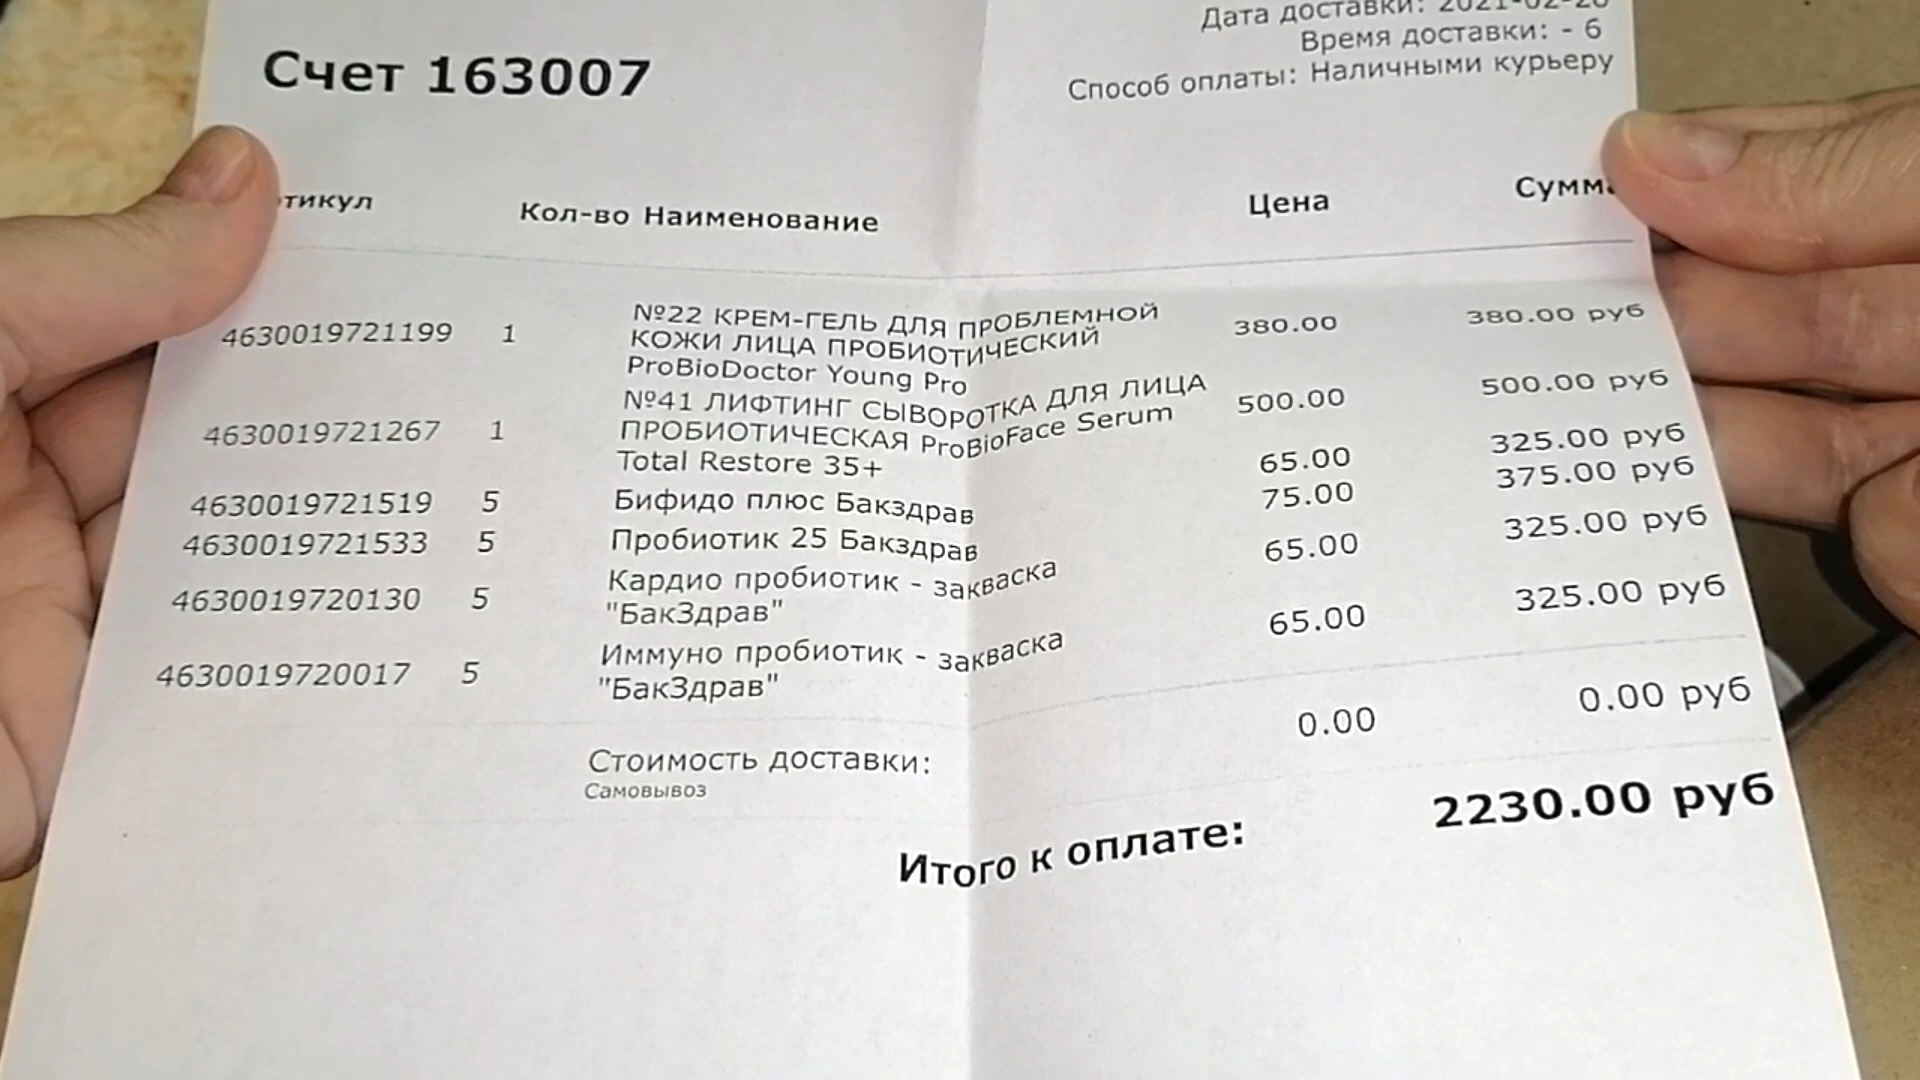 Дата доставки:
Время доставки: - 6
Способ оплаты: Наличными курьеру
Счет 163007
Кол-во Наименование Цена
4630019721199 1 №22 КРЕМ-ГЕЛЬ ДЛЯ ПРОБЛЕМНОЙ 380.00 380.00 руб
КОЖИ ЛИЦА ПРОБИОТИЧЕСКИЙ
ProBioDoctor Young Pro
4630019721267 1 №41 ЛИФТИНГ СЫВОРОТКА ДЛЯ ЛИЦА 500.00 500.00 руб
ПРОБИОТИЧЕСКАЯ ProBioFace Serum
Total Restore 35+
4630019721519 5 Бифидо плюс Бакздрав 65.00 325.00 руб
4630019721533 5 Пробиотик 25 Бакздрав 75.00 375.00 руб
4630019720130 5 Кардио пробиотик - закваска 65.00 325.00 руб
"БакЗдрав"
4630019720017 5 Иммуно пробиотик - закваска 65.00 325.00 руб
"БакЗдрав"
Стоимость доставки: 0.00 0.00 руб
Самовывоз
Итого к оплате: 2230.00 руб